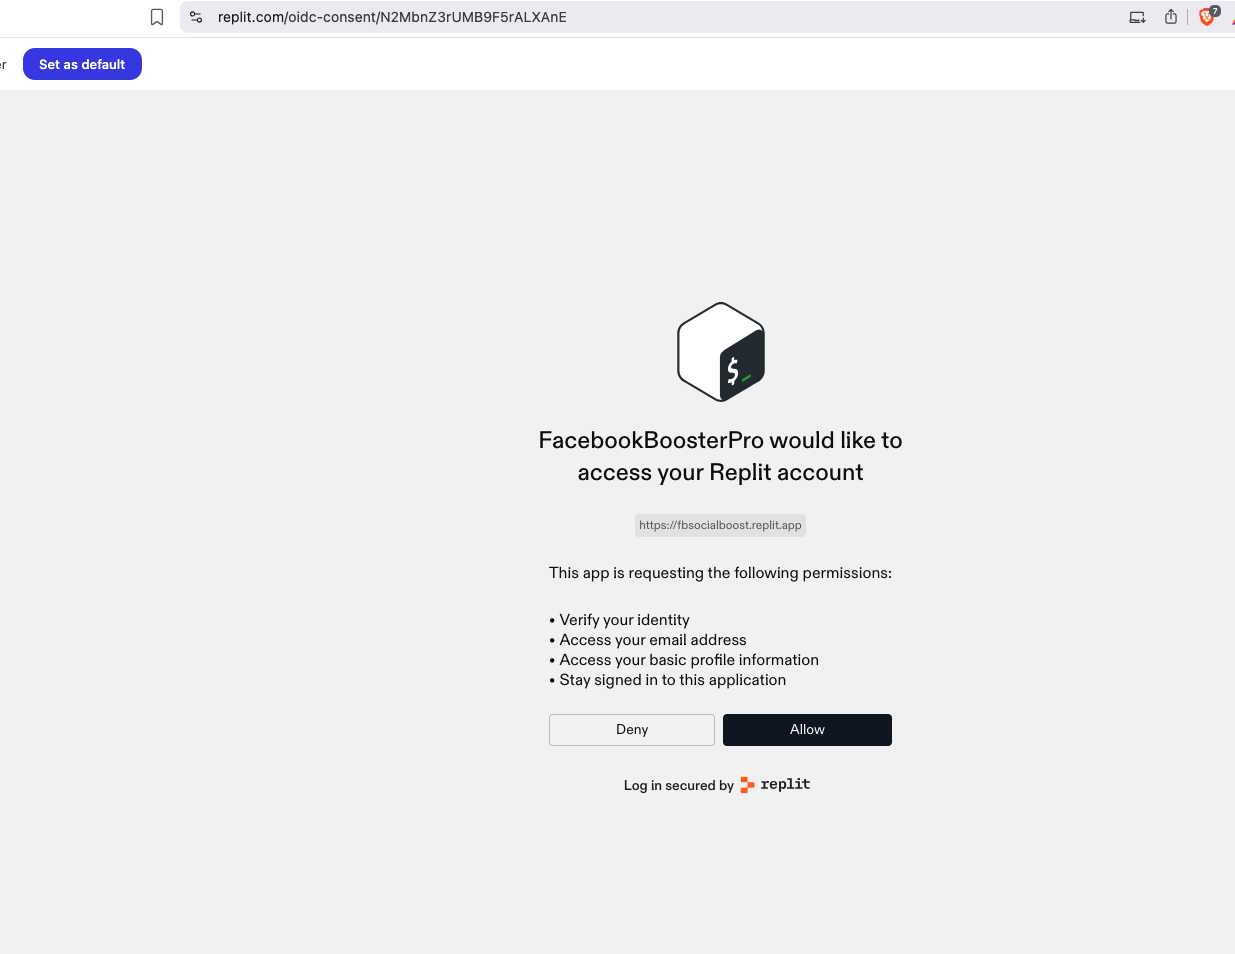 replit.com/oidc-consent/N2MbnZ3rUMB9F5rALXAnE
7
er
Set as default
$_
FacebookBoosterPro would like to
access your Replit account
https://fbsocialboost.replit.app
This app is requesting the following permissions:
• Verify your identity
• Access your email address
• Access your basic profile information
• Stay signed in to this application
Deny
Allow
Log in secured by replit